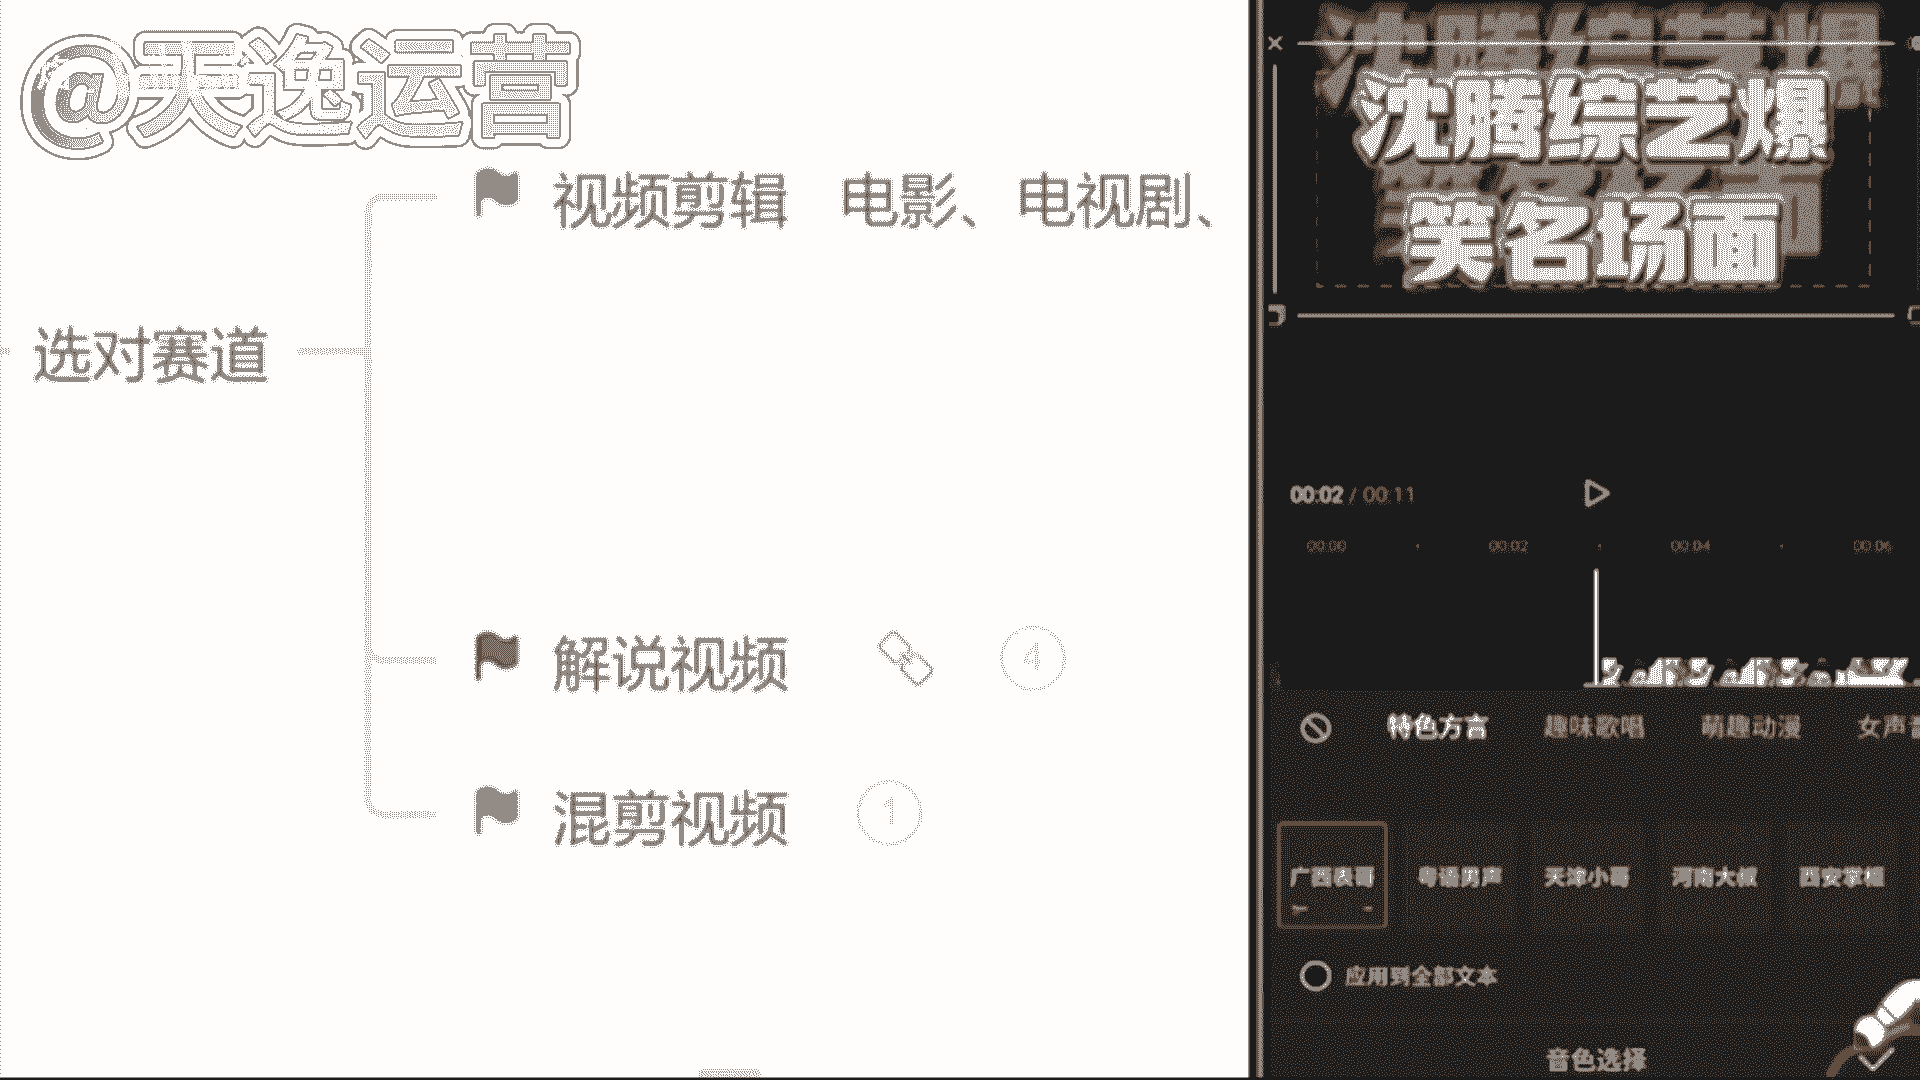 @天逸运营
视频剪辑 电影、电视剧、
选对赛道
解说视频 4
混剪视频 1
沈腾综艺爆
笑名场面
00:02 / 00:11
00:00 00:02 00:04 00:06
特色方言 趣味歌唱 萌趣动漫 女声音
广西表哥 粤语男声 天津小哥 河南大叔 西安掌柜
应用到全部文本
音色选择